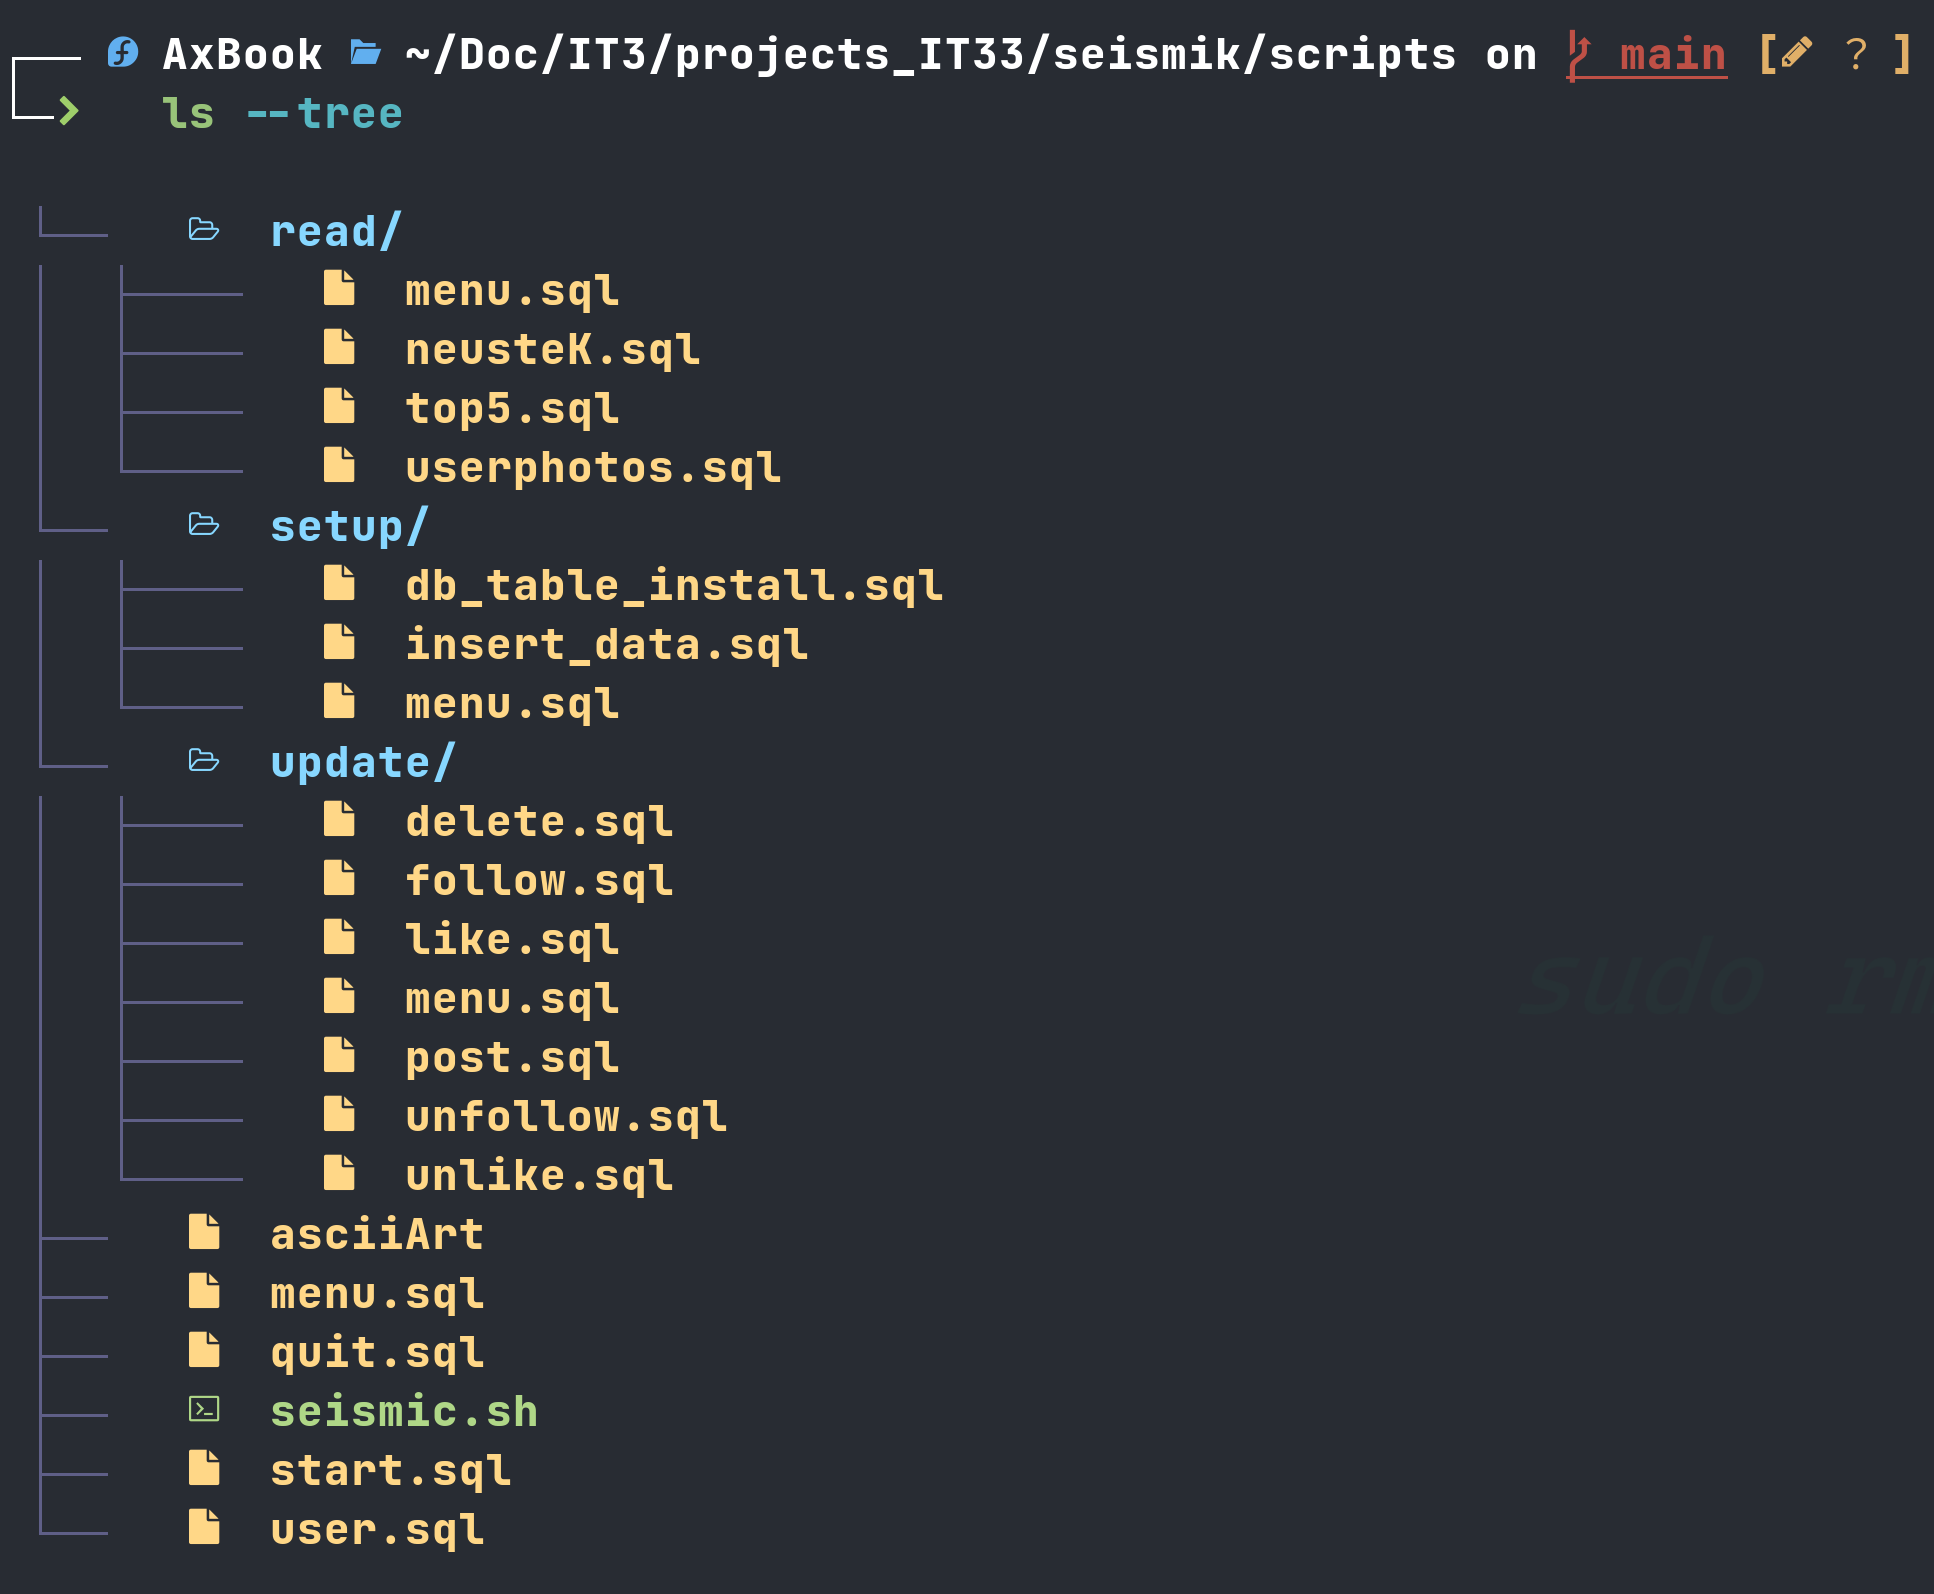 AxBook ~/Doc/IT3/projects_IT33/seismik/scripts on main [ ? ]
ls --tree
read/
menu.sql
neusteK.sql
top5.sql
userphotos.sql
setup/
db_table_install.sql
insert_data.sql
menu.sql
update/
delete.sql
follow.sql
like.sql
menu.sql
sudo rm
post.sql
unfollow.sql
unlike.sql
asciiArt
menu.sql
quit.sql
seismic.sh
start.sql
user.sql